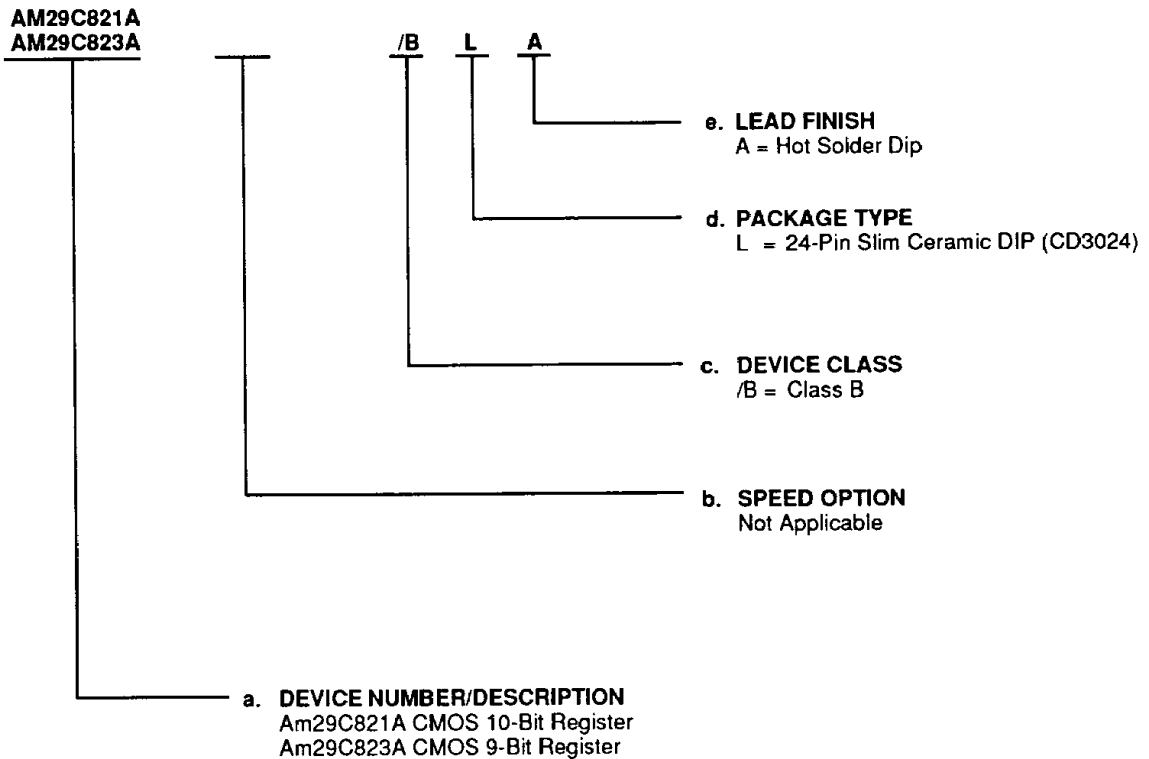 AM29C821A
AM29C823A
/B L A
e. LEAD FINISH
A = Hot Solder Dip
d. PACKAGE TYPE
L = 24-Pin Slim Ceramic DIP (CD3024)
c. DEVICE CLASS
/B = Class B
b. SPEED OPTION
Not Applicable
a. DEVICE NUMBER/DESCRIPTION
Am29C821A CMOS 10-Bit Register
Am29C823A CMOS 9-Bit Register